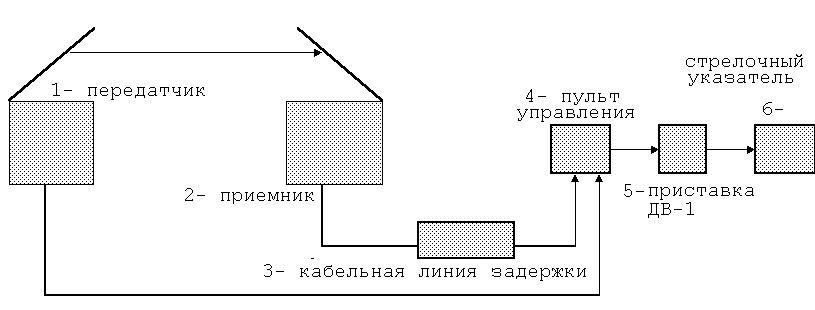 стрелочный
указатель
1- передатчик
4- пульт
управления
6-
2- приемник
5-приставка
ДВ-1
3- кабельная линия задержки